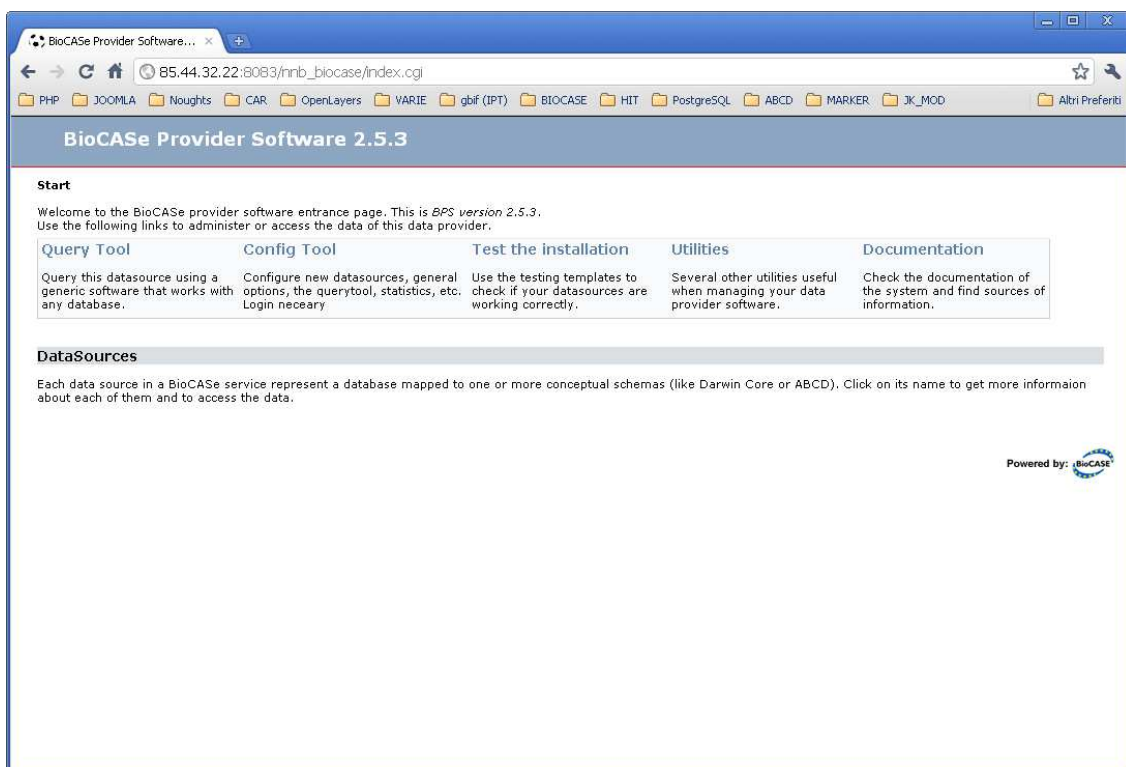 BioCASe Provider Software...
85.44.32.22:8083/nnb_biocase/index.cgi
PHP JOOMLA Noughts CAR OpenLayers VARIE gbif (IPT) BIOCASE HIT PostgreSQL ABCD MARKER JK_MOD Altri Preferiti
BioCASe Provider Software 2.5.3
Start
Welcome to the BioCASe provider software entrance page. This is BPS version 2.5.3.
Use the following links to administer or access the data of this data provider.
Query Tool
Query this datasource using a
generic software that works with
any database.
Config Tool
Configure new datasources, general
options, the querytool, statistics, etc.
Login neceary
Test the installation
Use the testing templates to
check if your datasources are
working correctly.
Utilities
Several other utilities useful
when managing your data
provider software.
Documentation
Check the documentation of
the system and find sources of
information.
DataSources
Each data source in a BioCASe service represent a database mapped to one or more conceptual schemas (like Darwin Core or ABCD). Click on its name to get more informaion
about each of them and to access the data.
Powered by: BioCASE